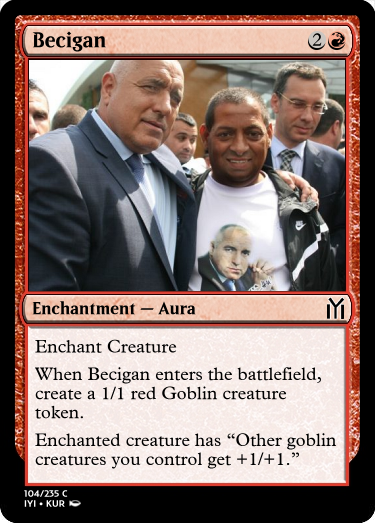 Becigan 2
Enchantment — Aura
Enchant Creature
When Becigan enters the battlefield,
create a 1/1 red Goblin creature
token.
Enchanted creature has “Other goblin
creatures you control get +1/+1.”
104/235 C
IYI • KUR